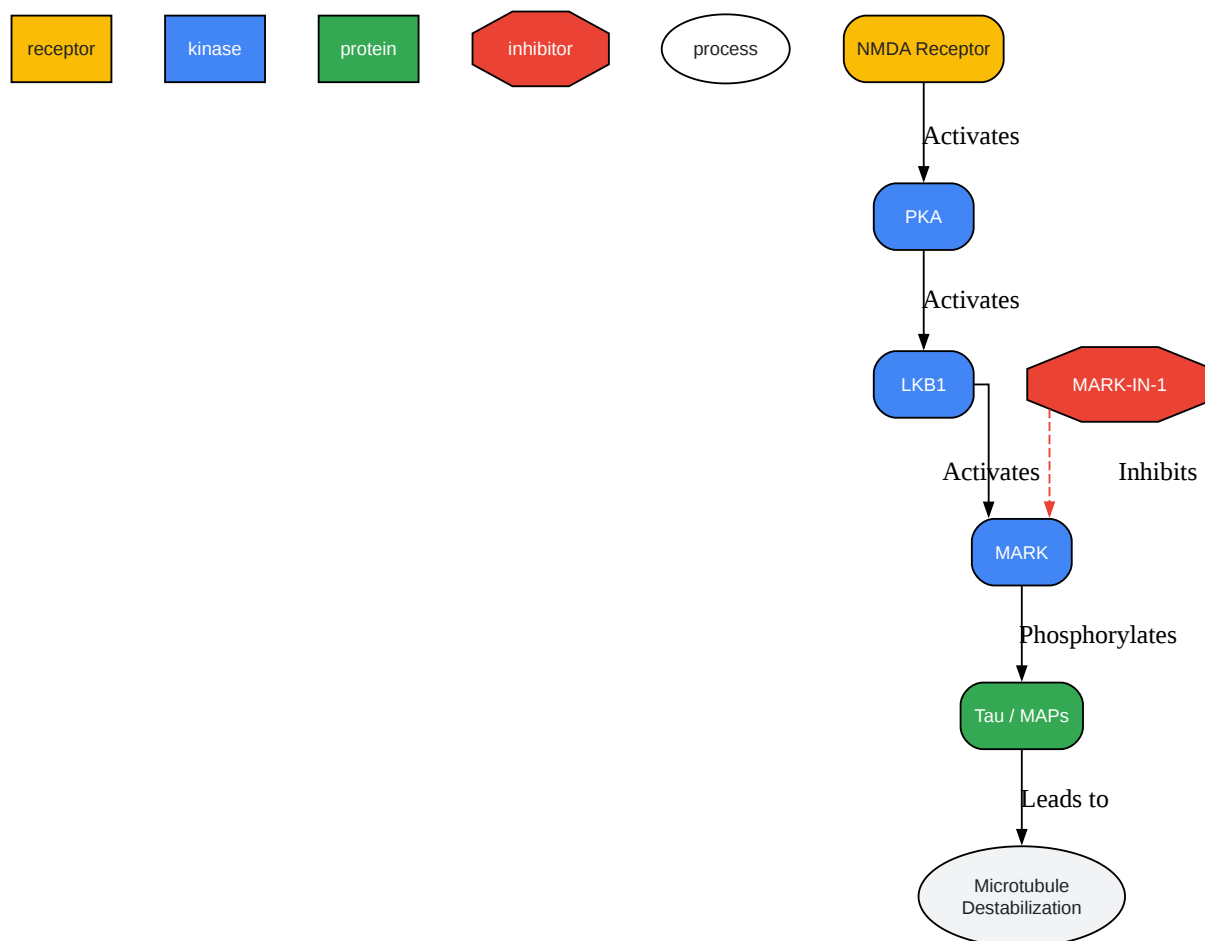 receptor
kinase
protein
inhibitor
process
NMDA Receptor
Activates
PKA
Activates
LKB1
MARK-IN-1
Activates
Inhibits
MARK
Phosphorylates
Tau / MAPs
Leads to
Microtubule
Destabilization